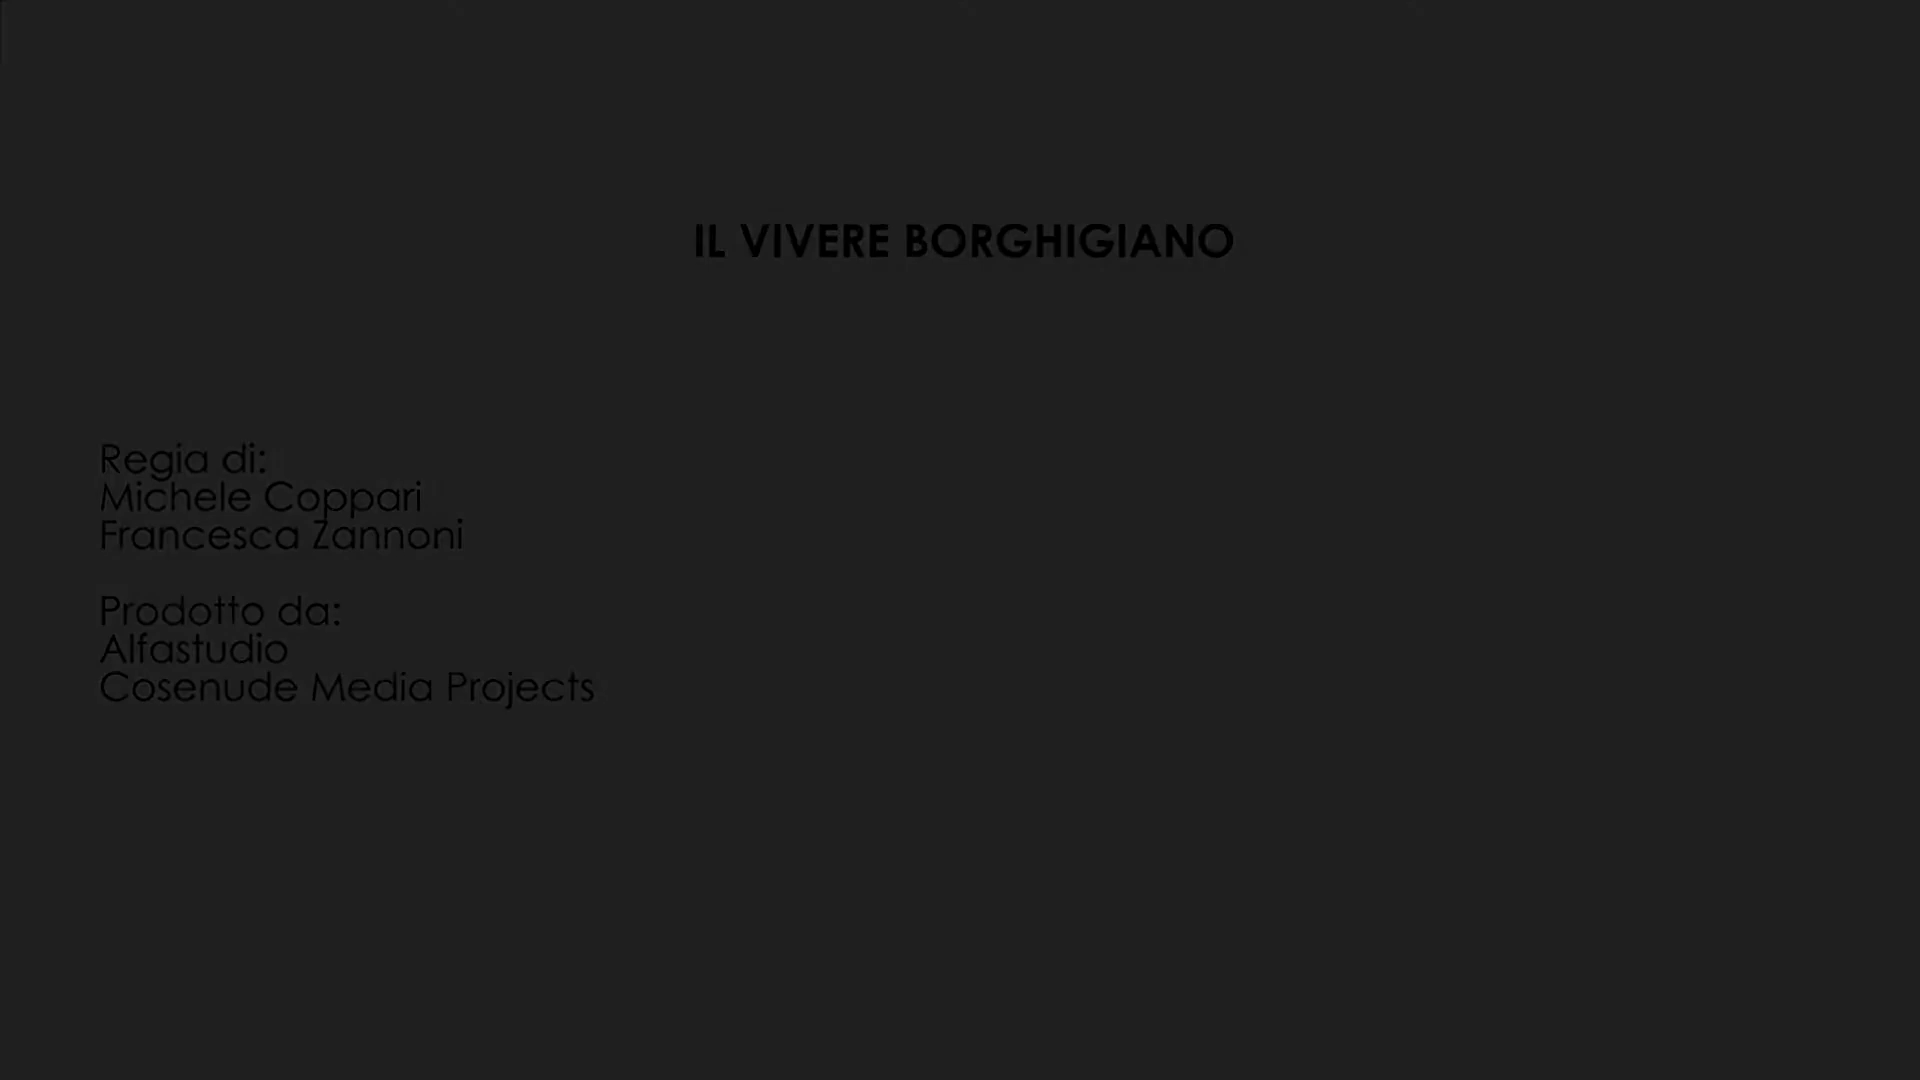 IL VIVERE BORGHIGIANO
Regia di:
Michele Coppari
Francesca Zannoni
Prodotto da:
Alfastudio
Cosenude Media Projects